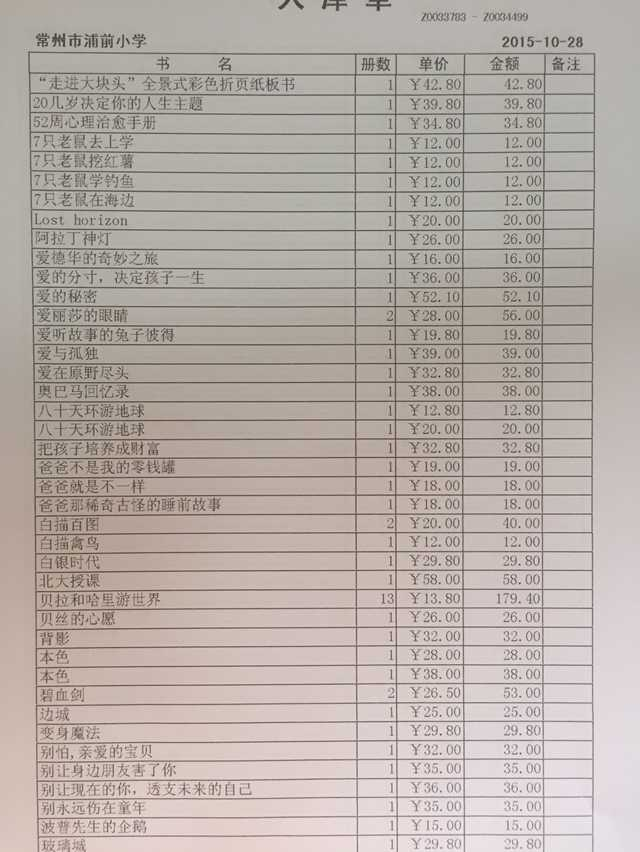 Z0033783 - Z0034499
常州市浦前小学 2015-10-28
书 名 册数 单价 金额 备注
“走进大块头”全景式彩色折页纸板书 1 ¥42.80 42.80
20几岁决定你的人生主题 1 ¥39.80 39.80
52周心理治愈手册 1 ¥34.80 34.80
7只老鼠去上学 1 ¥12.00 12.00
7只老鼠挖红薯 1 ¥12.00 12.00
7只老鼠学钓鱼 1 ¥12.00 12.00
7只老鼠在海边 1 ¥12.00 12.00
Lost horizon 1 ¥20.00 20.00
阿拉丁神灯 1 ¥26.00 26.00
爱德华的奇妙之旅 1 ¥16.00 16.00
爱的分寸，决定孩子一生 1 ¥36.00 36.00
爱的秘密 1 ¥52.10 52.10
爱丽莎的眼睛 2 ¥28.00 56.00
爱听故事的兔子彼得 1 ¥19.80 19.80
爱与孤独 1 ¥39.00 39.00
爱在原野尽头 1 ¥32.80 32.80
奥巴马回忆录 1 ¥38.00 38.00
八十天环游地球 1 ¥12.80 12.80
八十天环游地球 1 ¥20.00 20.00
把孩子培养成财富 1 ¥32.80 32.80
爸爸不是我的零钱罐 1 ¥19.00 19.00
爸爸就是不一样 1 ¥18.00 18.00
爸爸那稀奇古怪的睡前故事 1 ¥18.00 18.00
白描百图 2 ¥20.00 40.00
白描禽鸟 1 ¥12.00 12.00
白银时代 1 ¥29.80 29.80
北大授课 1 ¥58.00 58.00
贝拉和哈里游世界 13 ¥13.80 179.40
贝丝的心愿 1 ¥26.00 26.00
背影 1 ¥32.00 32.00
本色 1 ¥28.00 28.00
本色 1 ¥38.00 38.00
碧血剑 2 ¥26.50 53.00
边城 1 ¥25.00 25.00
变身魔法 1 ¥29.80 29.80
别怕,亲爱的宝贝 1 ¥32.00 32.00
别让身边朋友害了你 1 ¥35.00 35.00
别让现在的你，透支未来的自己 1 ¥36.00 36.00
别永远伤在童年 1 ¥35.00 35.00
波普先生的企鹅 1 ¥15.00 15.00
玻璃城 1 ¥29.80 29.80